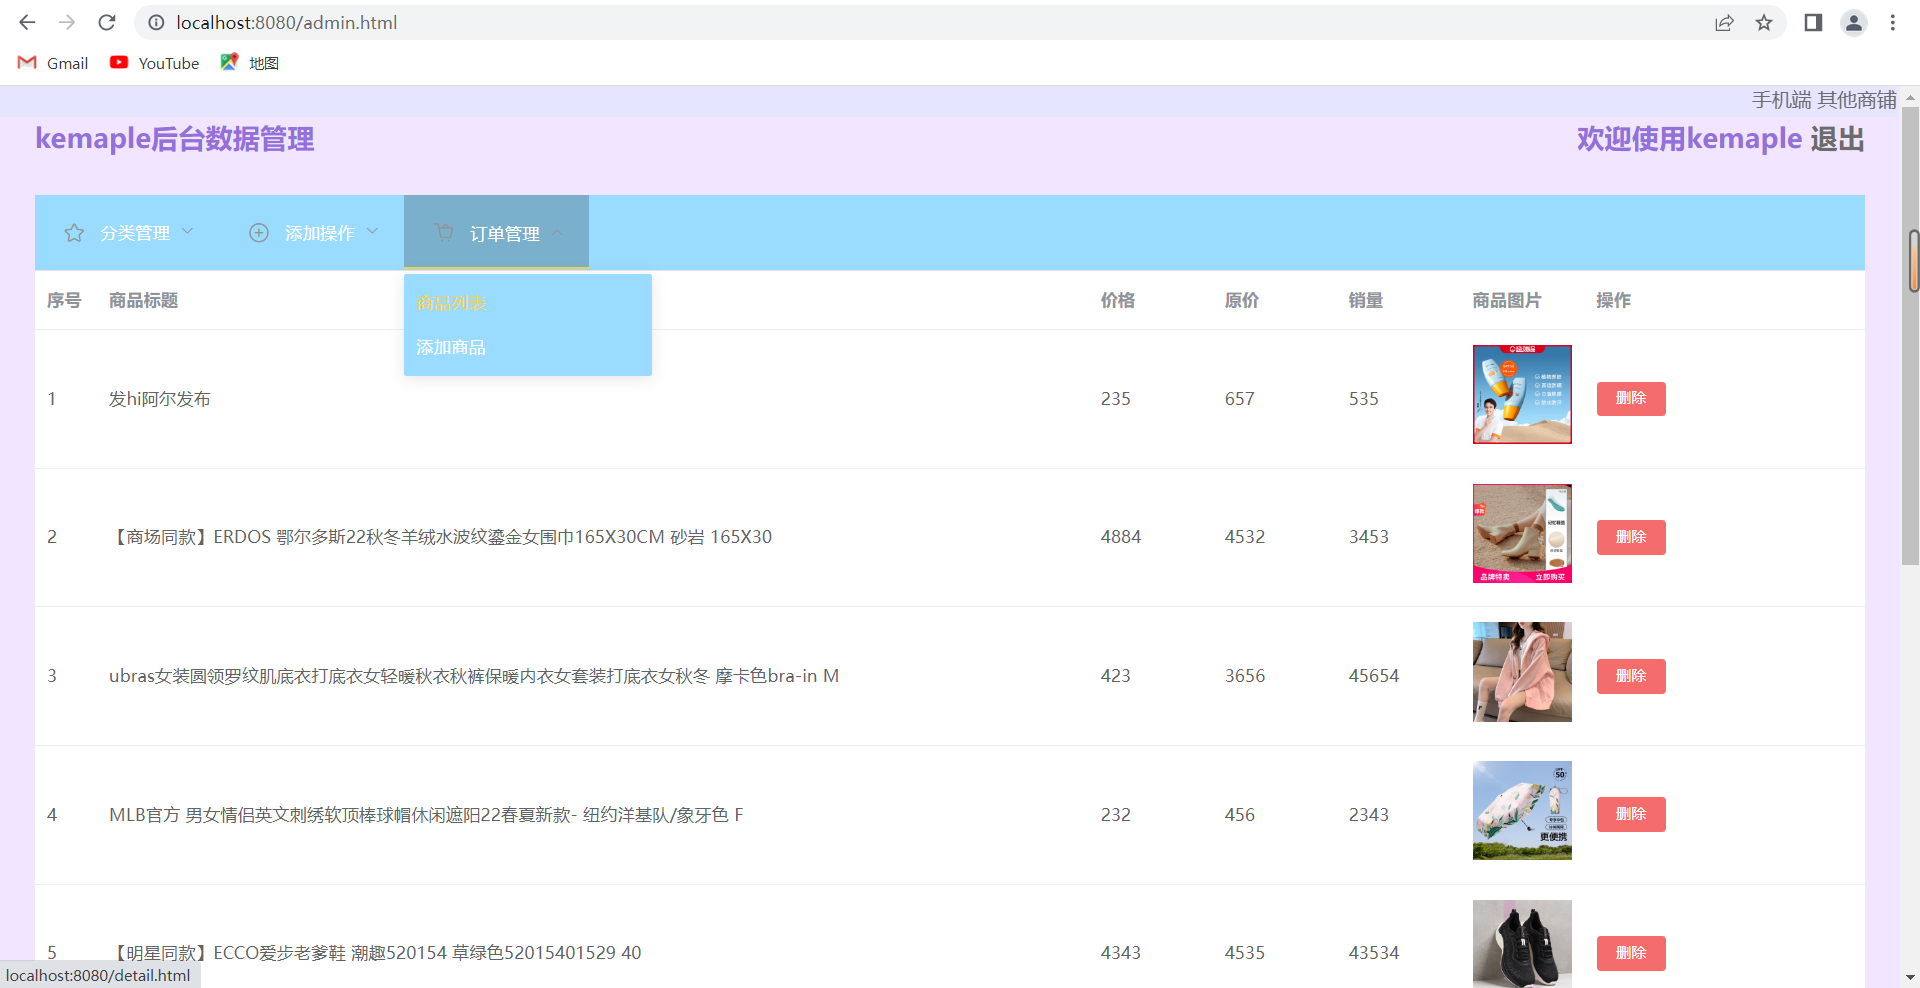 localhost:8080/admin.html
Gmail YouTube 地图
手机端 其他商铺
kemaple后台数据管理 欢迎使用kemaple 退出
分类管理 添加操作 订单管理
商品列表
添加商品
序号 商品标题 价格 原价 销量 商品图片 操作
1 发hi阿尔发布 235 657 535 删除
2 【商场同款】ERDOS 鄂尔多斯22秋冬羊绒水波纹鎏金女围巾165X30CM 砂岩 165X30 4884 4532 3453 删除
品牌特卖 立即购买
3 ubras女装圆领罗纹肌底衣打底衣女轻暖秋衣秋裤保暖内衣女套装打底衣女秋冬 摩卡色bra-in M 423 3656 45654 删除
4 MLB官方 男女情侣英文刺绣软顶棒球帽休闲遮阳22春夏新款- 纽约洋基队/象牙色 F 232 456 2343 删除
50
更便携
5 【明星同款】ECCO爱步老爹鞋 潮趣520154 草绿色52015401529 40 4343 4535 43534 删除
localhost:8080/detail.html